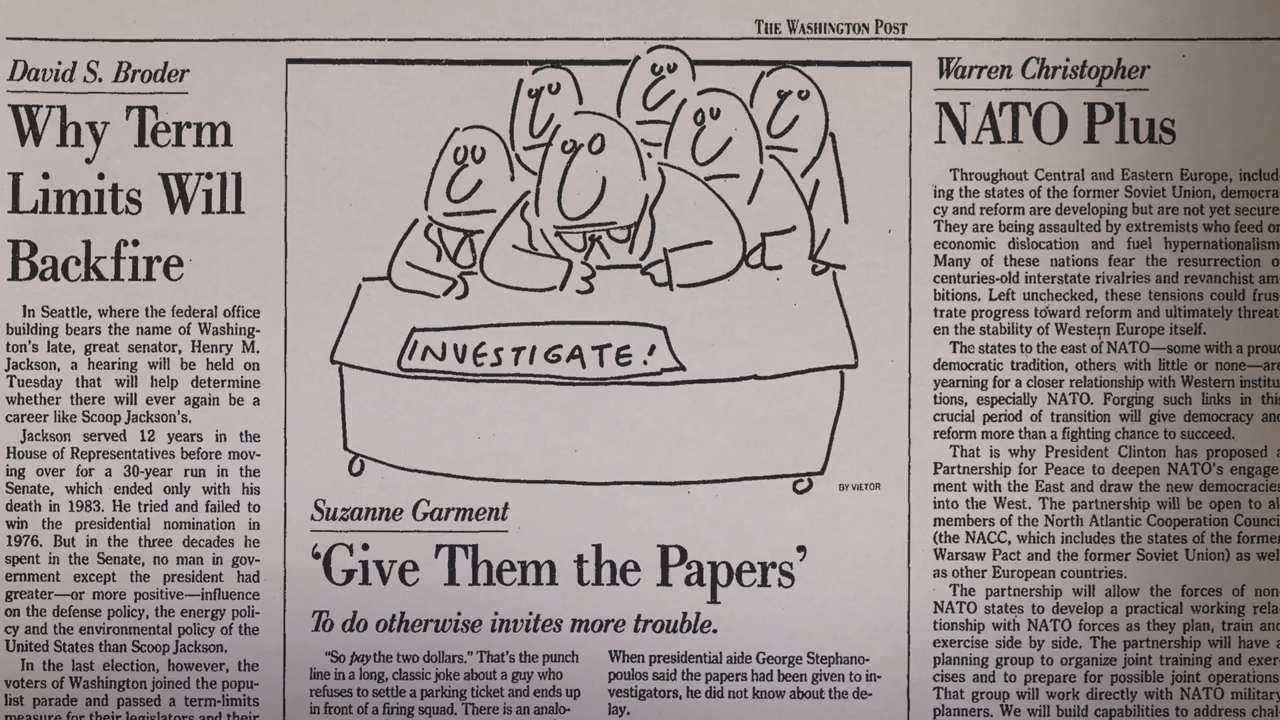 THE WASHINGTON POST
David S. Broder
Why Term
Limits Will
Backfire
In Seattle, where the federal office
building bears the name of Washing-
ton's late, great senator, Henry M.
Jackson, a hearing will be held on
Tuesday that will help determine
whether there will ever again be a
career like Scoop Jackson's.
Jackson served 12 years in the
House of Representatives before mov-
ing over for a 30-year run in the
Senate, which ended only with his
death in 1983. He tried and failed to
win the presidential nomination in
1976. But in the three decades he
spent in the Senate, no man in gov-
ernment except the president had
greater—or more positive—influence
on the defense policy, the energy poli-
cy and the environmental policy of the
United States than Scoop Jackson.
In the last election, however, the
voters of Washington joined the popu-
list parade and passed a term-limits
measure for their legislators and their
INVESTIGATE!
BY VIETOR
Suzanne Garment
'Give Them the Papers'
To do otherwise invites more trouble.
"So pay the two dollars." That's the punch
line in a long, classic joke about a guy who
refuses to settle a parking ticket and ends up
in front of a firing squad. There is an analo-
When presidential aide George Stephano-
poulos said the papers had been given to in-
vestigators, he did not know about the de-
lay.
Warren Christopher
NATO Plus
Throughout Central and Eastern Europe, includ-
ing the states of the former Soviet Union, democra-
cy and reform are developing but are not yet secure
They are being assaulted by extremists who feed on
economic dislocation and fuel hypernationalism
Many of these nations fear the resurrection o
centuries-old interstate rivalries and revanchist am
bitions. Left unchecked, these tensions could frus
trate progress toward reform and ultimately threat
en the stability of Western Europe itself.
The states to the east of NATO—some with a proud
democratic tradition, others with little or none—are
yearning for a closer relationship with Western institu
tions, especially NATO. Forging such links in this
crucial period of transition will give democracy and
reform more than a fighting chance to succeed.
That is why President Clinton has proposed a
Partnership for Peace to deepen NATO's engage
ment with the East and draw the new democracies
into the West. The partnership will be open to al
members of the North Atlantic Cooperation Counci
(the NACC, which includes the states of the forme
Warsaw Pact and the former Soviet Union) as wel
as other European countries.
The partnership will allow the forces of non
NATO states to develop a practical working rela
tionship with NATO forces as they plan, train and
exercise side by side. The partnership will have a
planning group to organize joint training and exer
cises and to prepare for possible joint operations
That group will work directly with NATO military
planners. We will build capabilities to address chal